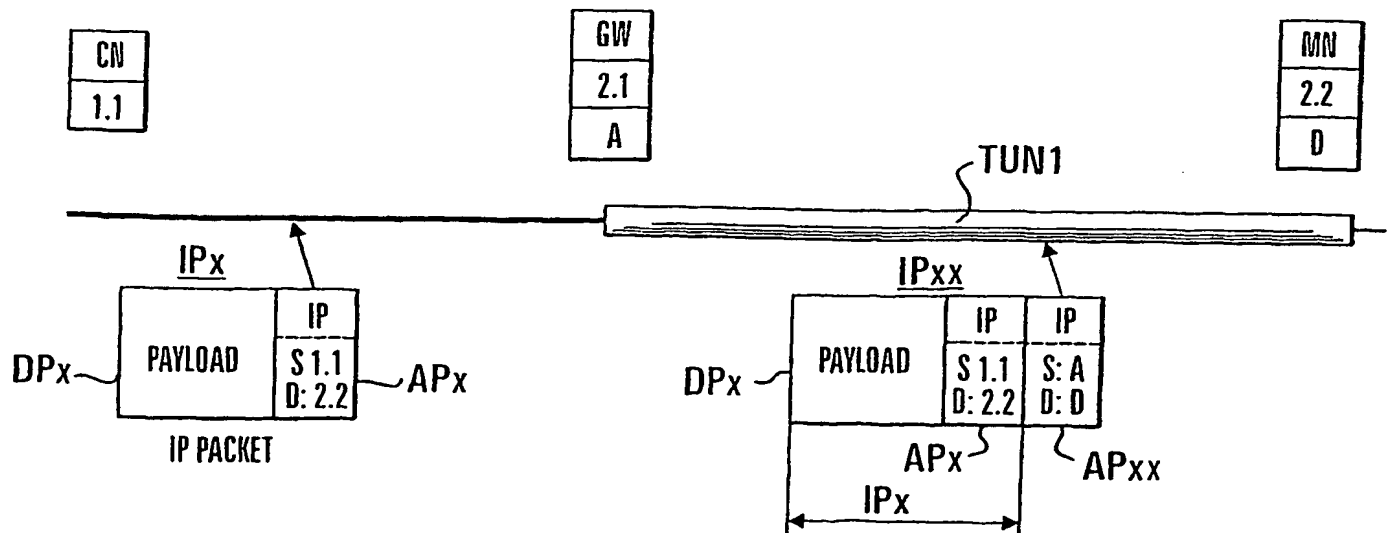 CN
1.1
GW
2.1
A
MN
2.2
D
TUN1
IPx
IPxx
PAYLOAD
IP
S 1.1
D: 2.2
DPx
APx
IP PACKET
PAYLOAD
IP
S 1.1
D: 2.2
IP
S: A
D: D
DPx
APx
APxx
IPx